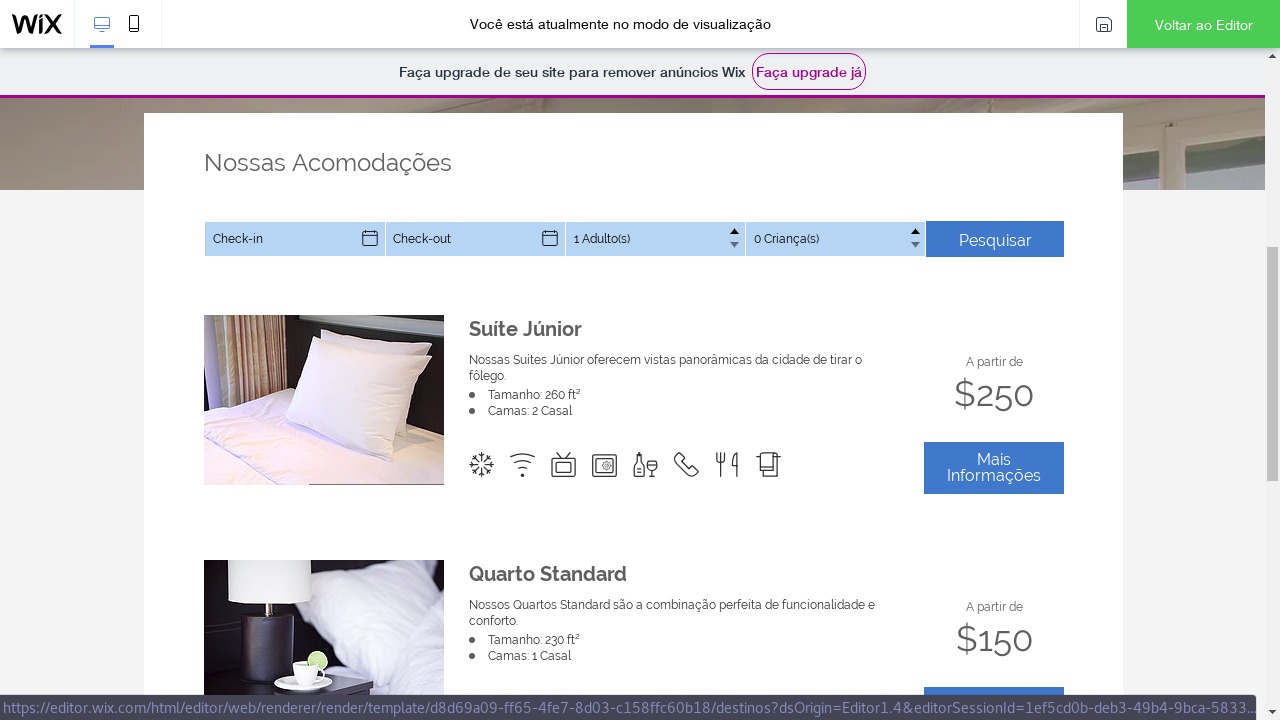 WiX
Você está atualmente no modo de visualização
Voltar ao Editor
Faça upgrade de seu site para remover anúncios Wix
Faça upgrade já
Nossas Acomodações
Check-in
Check-out
1 Adulto(s)
0 Criança(s)
Pesquisar
Suíte Júnior
Nossas Suites Júnior oferecem vistas panorâmicas da cidade de tirar o
fôlego.
Tamanho: 260 ft²
Camas: 2 Casal
A partir de
$250
Mais
Informações
Quarto Standard
Nossos Quartos Standard são a combinação perfeita de funcionalidade e
conforto.
Tamanho: 230 ft²
Camas: 1 Casal
A partir de
$150
https://editor.wix.com/html/editor/web/renderer/render/template/d8d69a09-ff65-4fe7-8d03-c158ffc60b18/destinos?dsOrigin=Editor1.4&editorSessionId=1ef5cd0b-deb3-49b4-9bca-5833...